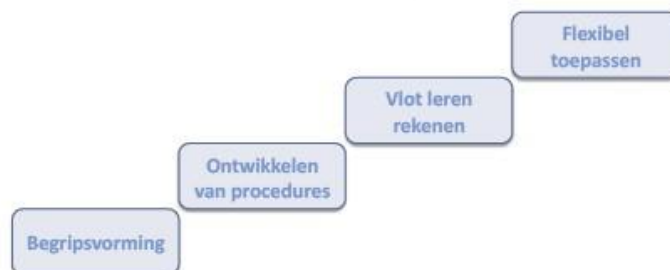 Flexibel
toepassen
Vlot leren
rekenen
Ontwikkelen
van procedures
Begripsvorming